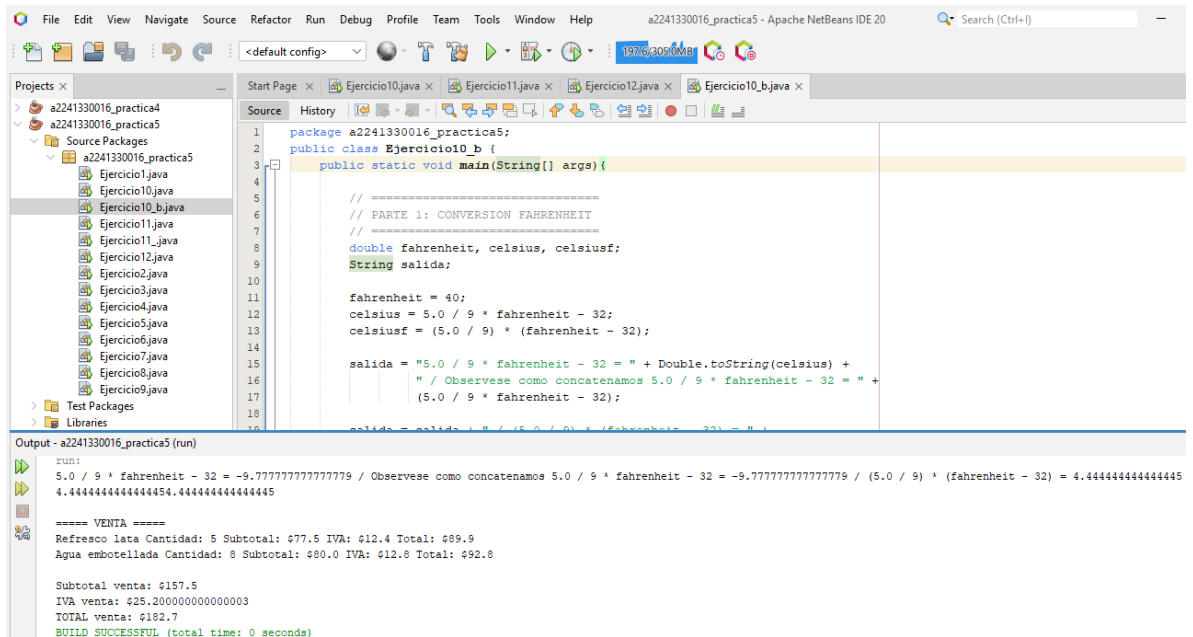 File Edit View Navigate Source Refactor Run Debug Profile Team Tools Window Help a2241330016_practica5 - Apache NetBeans IDE 20 Search (Ctrl+I)
<default config> 197.6/305.0MB
Projects
Start Page Ejercicio10.java Ejercicio11.java Ejercicio12.java Ejercicio10_b.java
a2241330016_practica4
a2241330016_practica5
Source Packages
a2241330016_practica5
Ejercicio1.java
Ejercicio10.java
Ejercicio10_b.java
Ejercicio11.java
Ejercicio11_.java
Ejercicio12.java
Ejercicio2.java
Ejercicio3.java
Ejercicio4.java
Ejercicio5.java
Ejercicio6.java
Ejercicio7.java
Ejercicio8.java
Ejercicio9.java
Test Packages
Libraries
Source History
1 package a2241330016_practica5;
2 public class Ejercicio10_b {
3 public static void main(String[] args){
4
5 // ===============================
6 // PARTE 1: CONVERSION FAHRENHEIT
7 // ===============================
8 double fahrenheit, celsius, celsiusf;
9 String salida;
10
11 fahrenheit = 40;
12 celsius = 5.0 / 9 * fahrenheit - 32;
13 celsiusf = (5.0 / 9) * (fahrenheit - 32);
14
15 salida = "5.0 / 9 * fahrenheit - 32 = " + Double.toString(celsius) +
16 " / Observese como concatenamos 5.0 / 9 * fahrenheit - 32 = " +
17 (5.0 / 9 * fahrenheit - 32);
18
19 salida = salida + " / (5.0 / 9) * (fahrenheit - 32) = " +
Output - a2241330016_practica5 (run)
run:
5.0 / 9 * fahrenheit - 32 = -9.777777777777779 / Observese como concatenamos 5.0 / 9 * fahrenheit - 32 = -9.777777777777779 / (5.0 / 9) * (fahrenheit - 32) = 4.444444444444445
4.4444444444444454.444444444444445
===== VENTA =====
Refresco lata Cantidad: 5 Subtotal: $77.5 IVA: $12.4 Total: $89.9
Agua embotellada Cantidad: 8 Subtotal: $80.0 IVA: $12.8 Total: $92.8
Subtotal venta: $157.5
IVA venta: $25.200000000000003
TOTAL venta: $182.7
BUILD SUCCESSFUL (total time: 0 seconds)